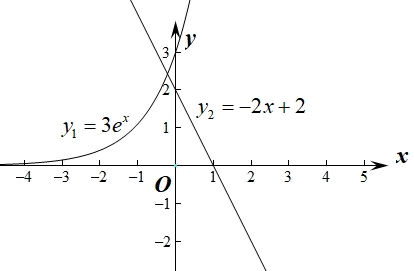 y
3
2
y₂ = −2x + 2
y₁ = 3eˣ
1
x
−4 −3 −2 −1 O 1 2 3 4 5
−1
−2